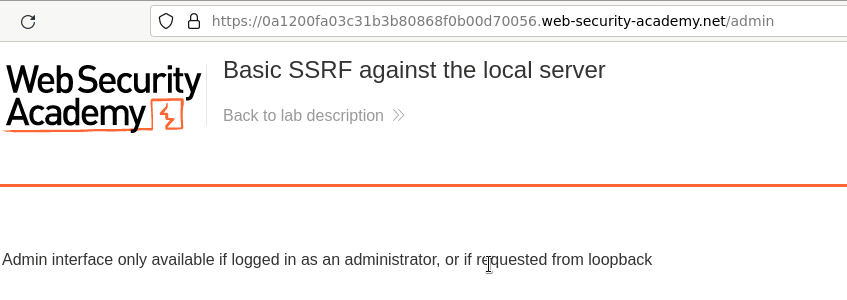 https://0a1200fa03c31b3b80868f0b00d70056.web-security-academy.net/admin
Web Security
Academy
Basic SSRF against the local server
Back to lab description
Admin interface only available if logged in as an administrator, or if requested from loopback